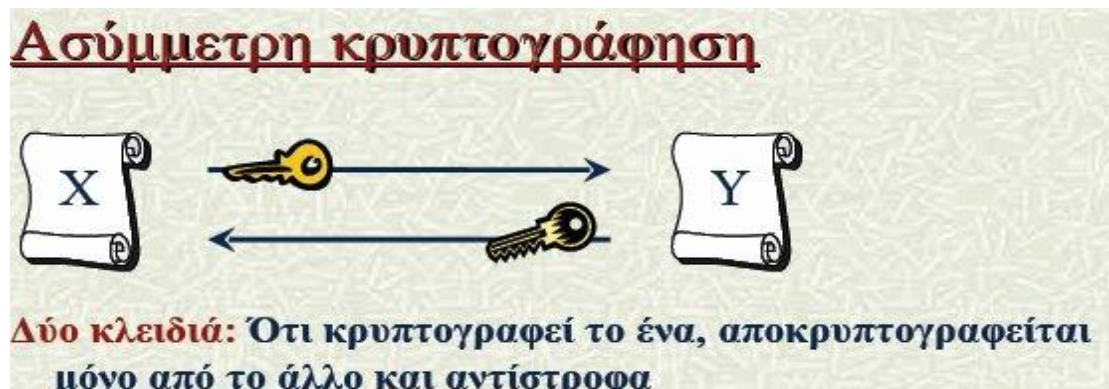 Ασύμμετρη κρυπτογράφηση
X
Y
Δύο κλειδιά: Ότι κρυπτογραφεί το ένα, αποκρυπτογραφείται
μόνο από το άλλο και αντίστροφα